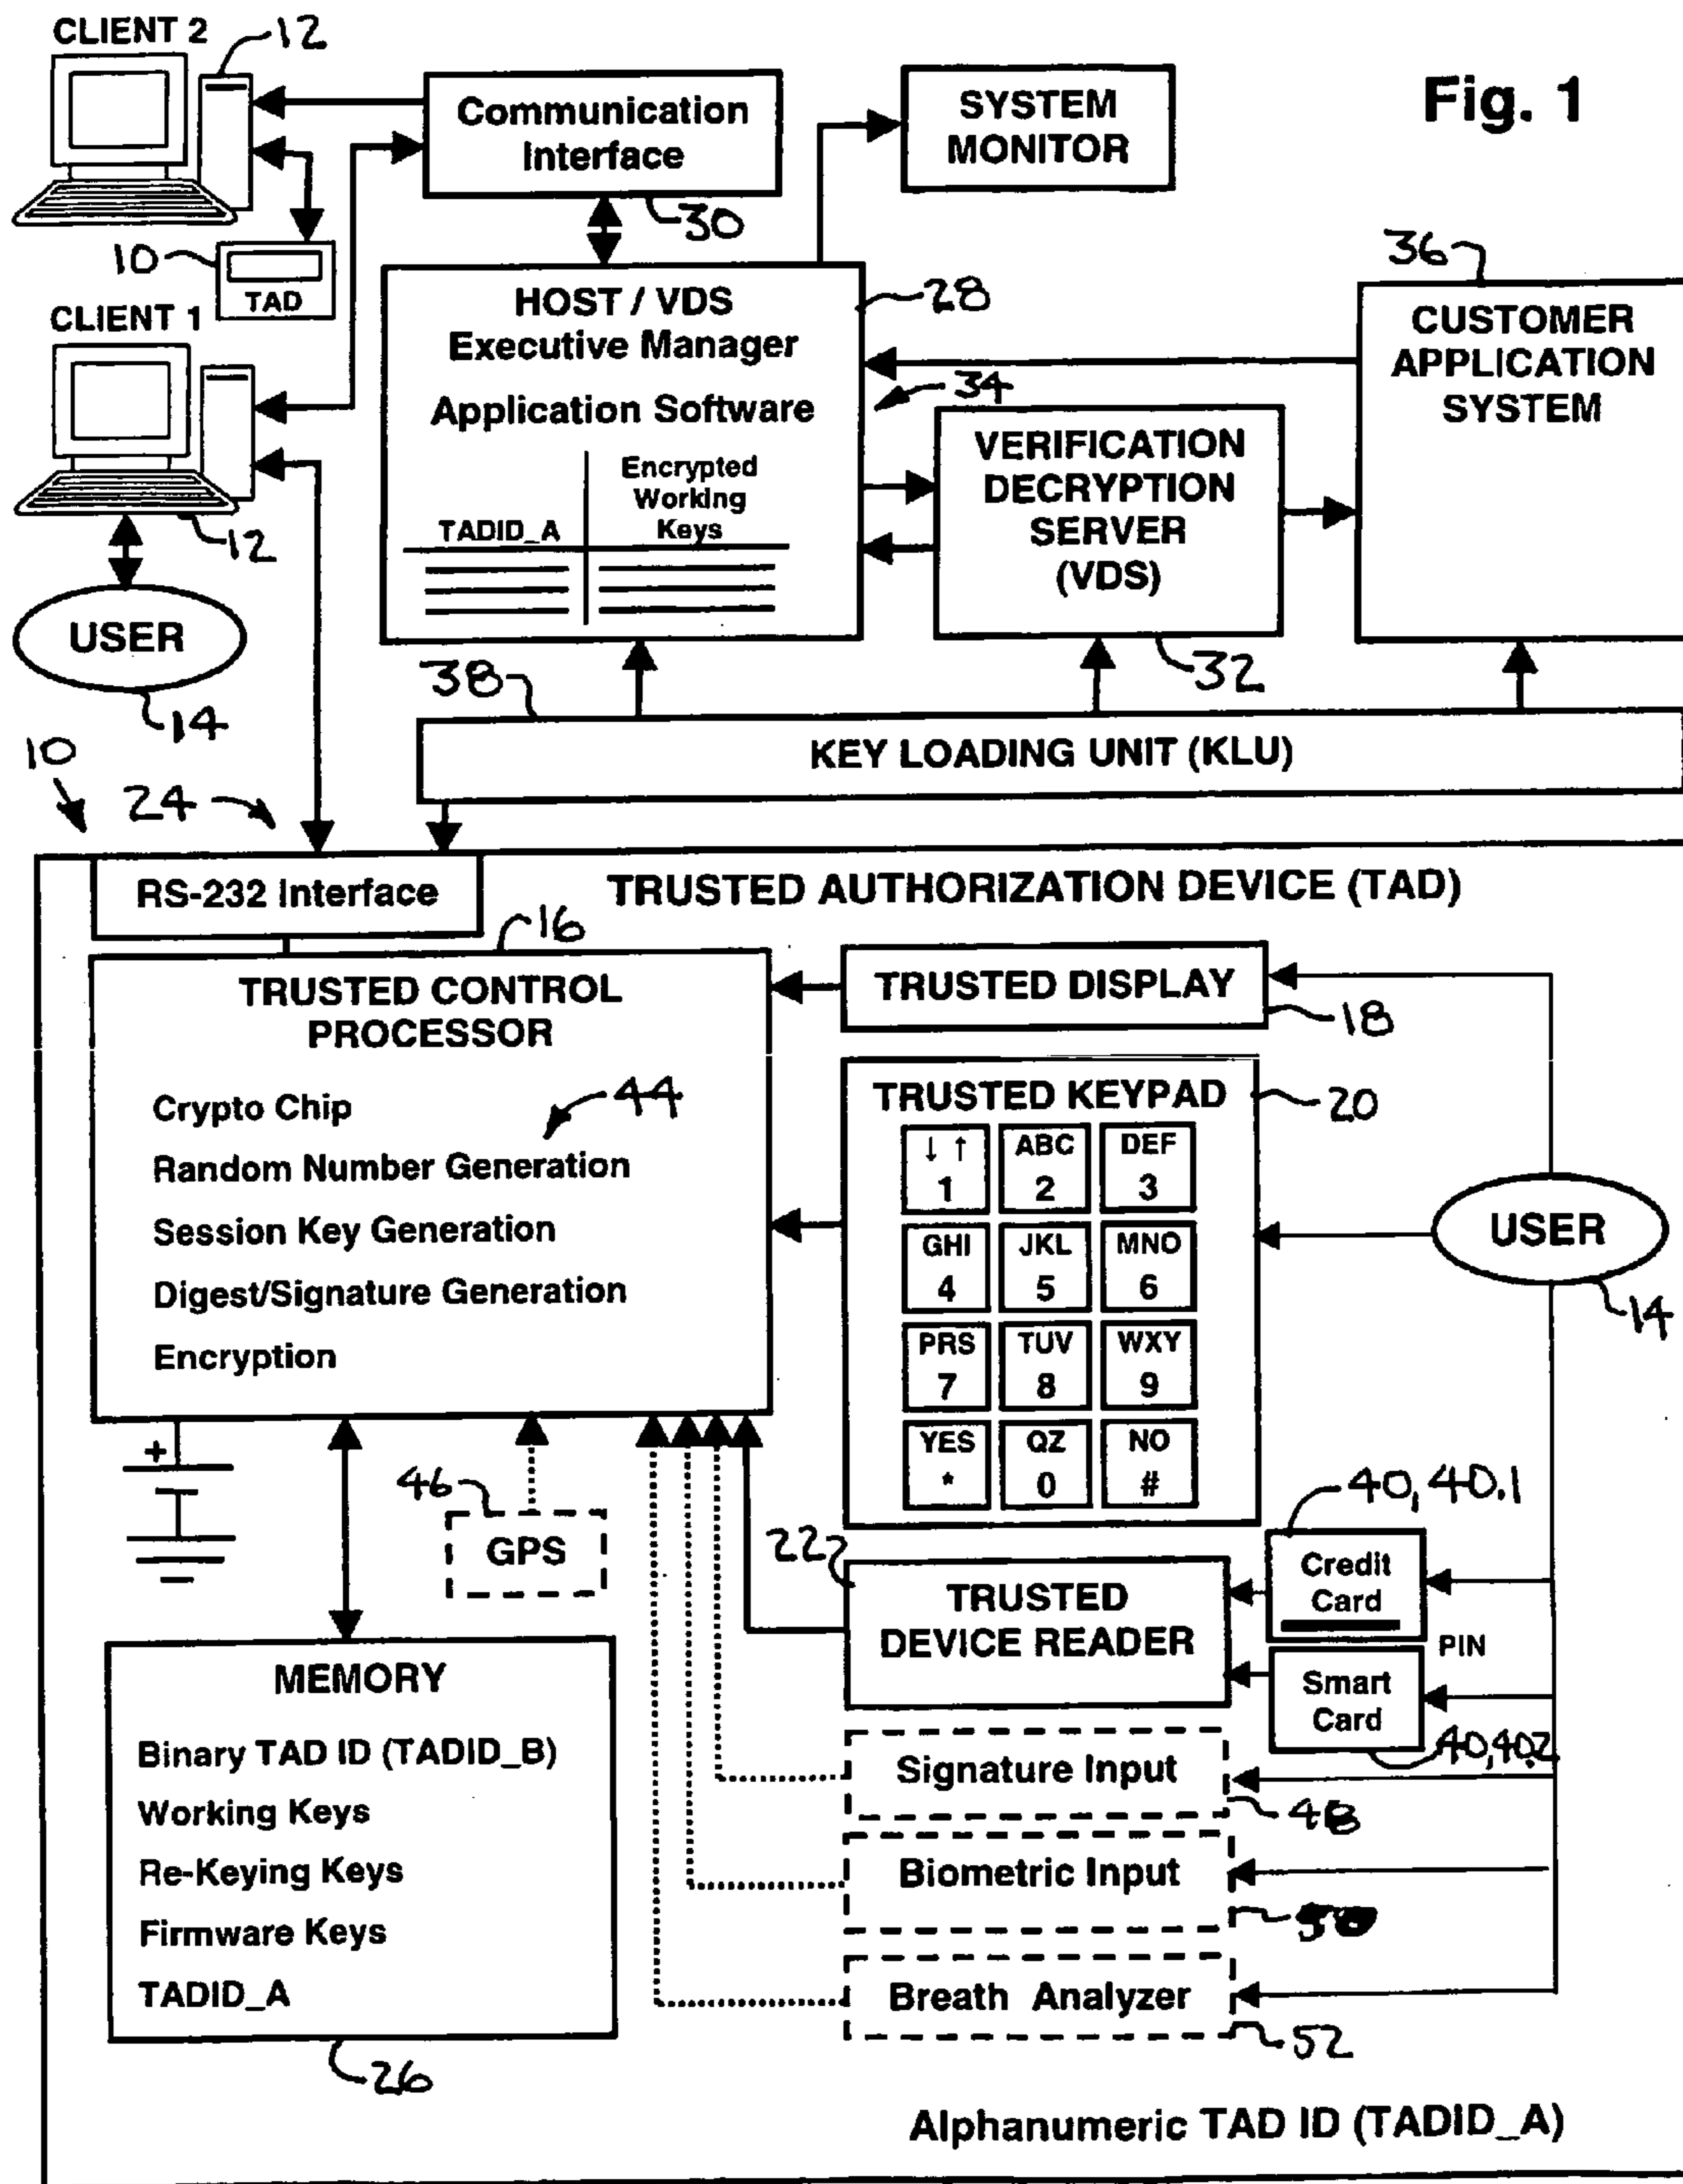 CLIENT 2
12
Communication
Interface
30
SYSTEM
MONITOR
Fig. 1
10
TAD
CLIENT 1
12
USER
14
HOST / VDS
Executive Manager
Application Software
TADID_A
Encrypted
Working
Keys
28
34
VERIFICATION
DECRYPTION
SERVER
(VDS)
32
36
CUSTOMER
APPLICATION
SYSTEM
38
KEY LOADING UNIT (KLU)
10
24
RS-232 Interface
TRUSTED AUTHORIZATION DEVICE (TAD)
16
TRUSTED CONTROL
PROCESSOR
Crypto Chip
44
Random Number Generation
Session Key Generation
Digest/Signature Generation
Encryption
TRUSTED DISPLAY
18
TRUSTED KEYPAD
20
↓ ↑
1
ABC
2
DEF
3
GHI
4
JKL
5
MNO
6
PRS
7
TUV
8
WXY
9
YES
*
QZ
0
NO
#
USER
14
+
46
GPS
22
TRUSTED
DEVICE READER
40, 40.1
Credit
Card
PIN
Smart
Card
40, 40.2
Signature Input
48
Biometric Input
Breath Analyzer
52
MEMORY
Binary TAD ID (TADID_B)
Working Keys
Re-Keying Keys
Firmware Keys
TADID_A
26
Alphanumeric TAD ID (TADID_A)